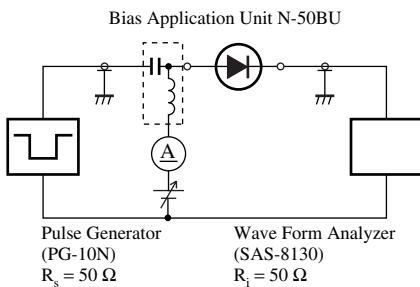 Bias Application Unit N-50BU
A
Pulse Generator
(PG-10N)
Rs = 50 Ω
Wave Form Analyzer
(SAS-8130)
Ri = 50 Ω